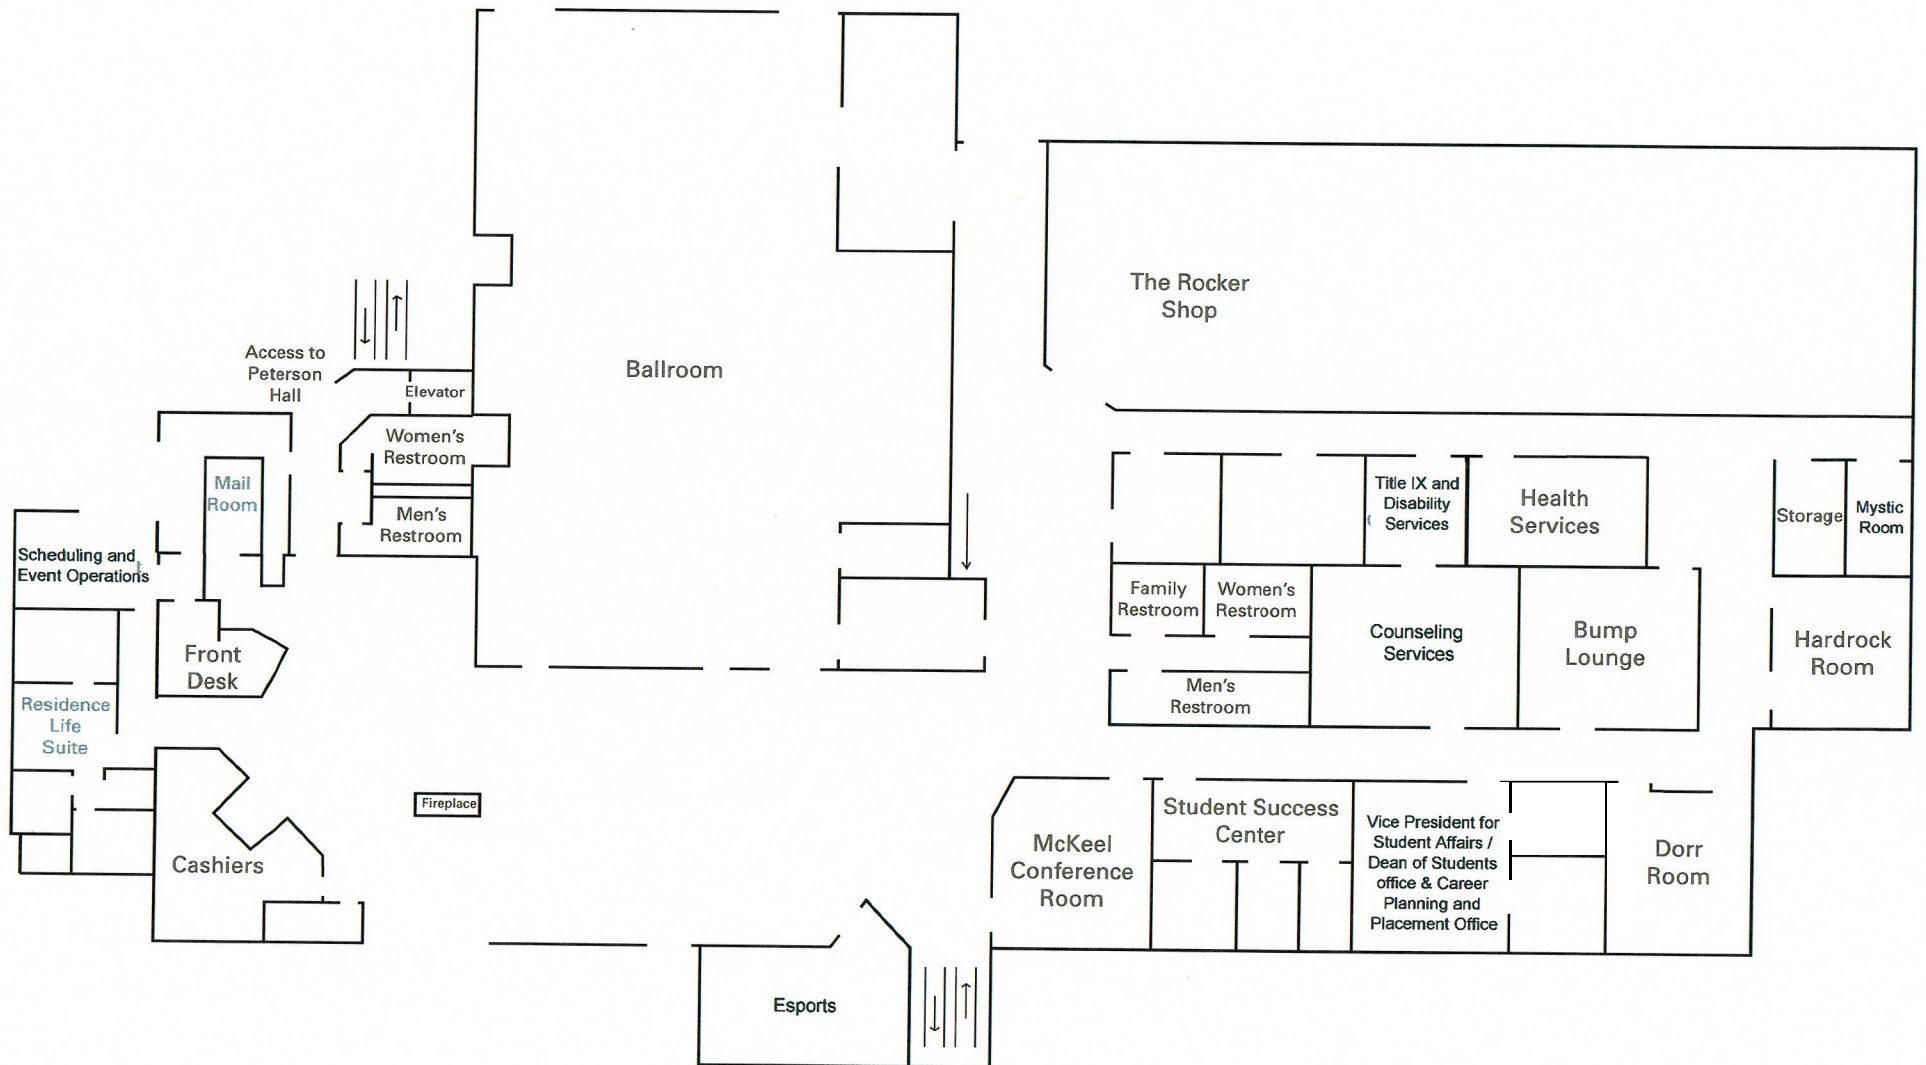 The Rocker
Shop
Access to
Peterson
Hall
Ballroom
Elevator
Women's
Restroom
Mail
Room
Men's
Restroom
Title IX and
Disability
Services
Health
Services
Storage
Mystic
Room
Scheduling and
Event Operations
Family
Restroom
Women's
Restroom
Counseling
Services
Bump
Lounge
Hardrock
Room
Front
Desk
Residence
Life
Suite
Men's
Restroom
Fireplace
Cashiers
McKeel
Conference
Room
Student Success
Center
Vice President for
Student Affairs /
Dean of Students
office & Career
Planning and
Placement Office
Dorr
Room
Esports